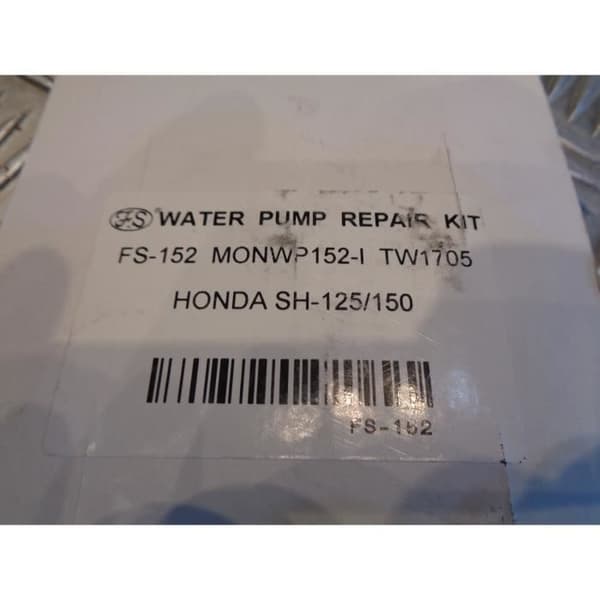 FS® WATER PUMP REPAIR KIT
FS-152 MONWP152-I TW1705
HONDA SH-125/150
FS-152